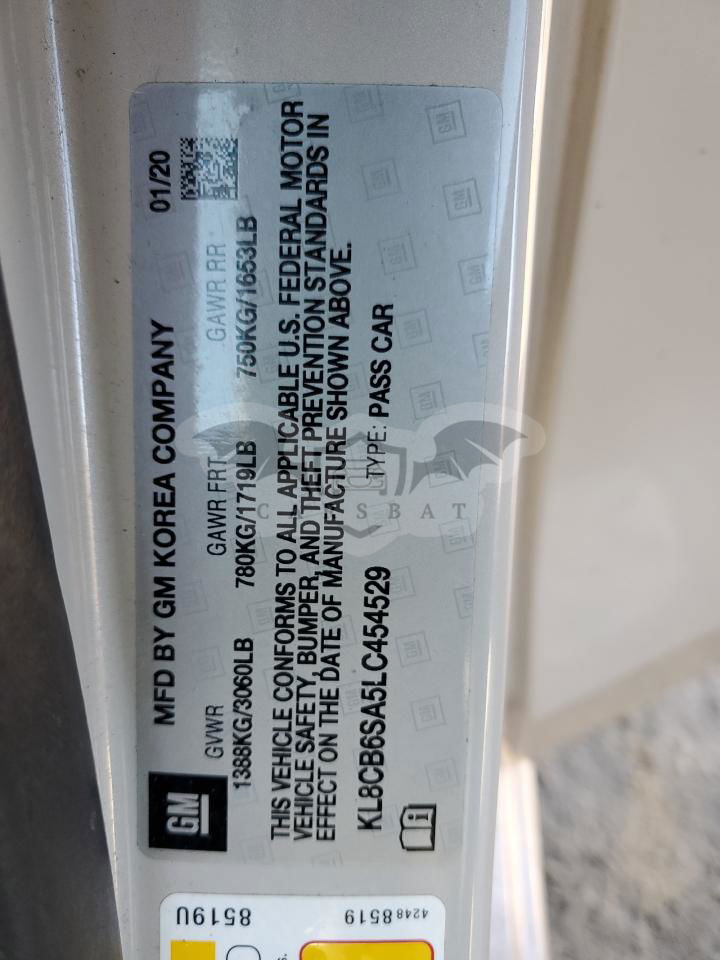 MFD BY GM KOREA COMPANY 01/20
GM
GVWR GAWR FRT GAWR RR
1388KG/3060LB 780KG/1719LB 750KG/1653LB
THIS VEHICLE CONFORMS TO ALL APPLICABLE U.S. FEDERAL MOTOR
VEHICLE SAFETY, BUMPER, AND THEFT PREVENTION STANDARDS IN
EFFECT ON THE DATE OF MANUFACTURE SHOWN ABOVE.
KL8CB6SA5LC454529 TYPE: PASS CAR
CARSBAT
8519U 42488519